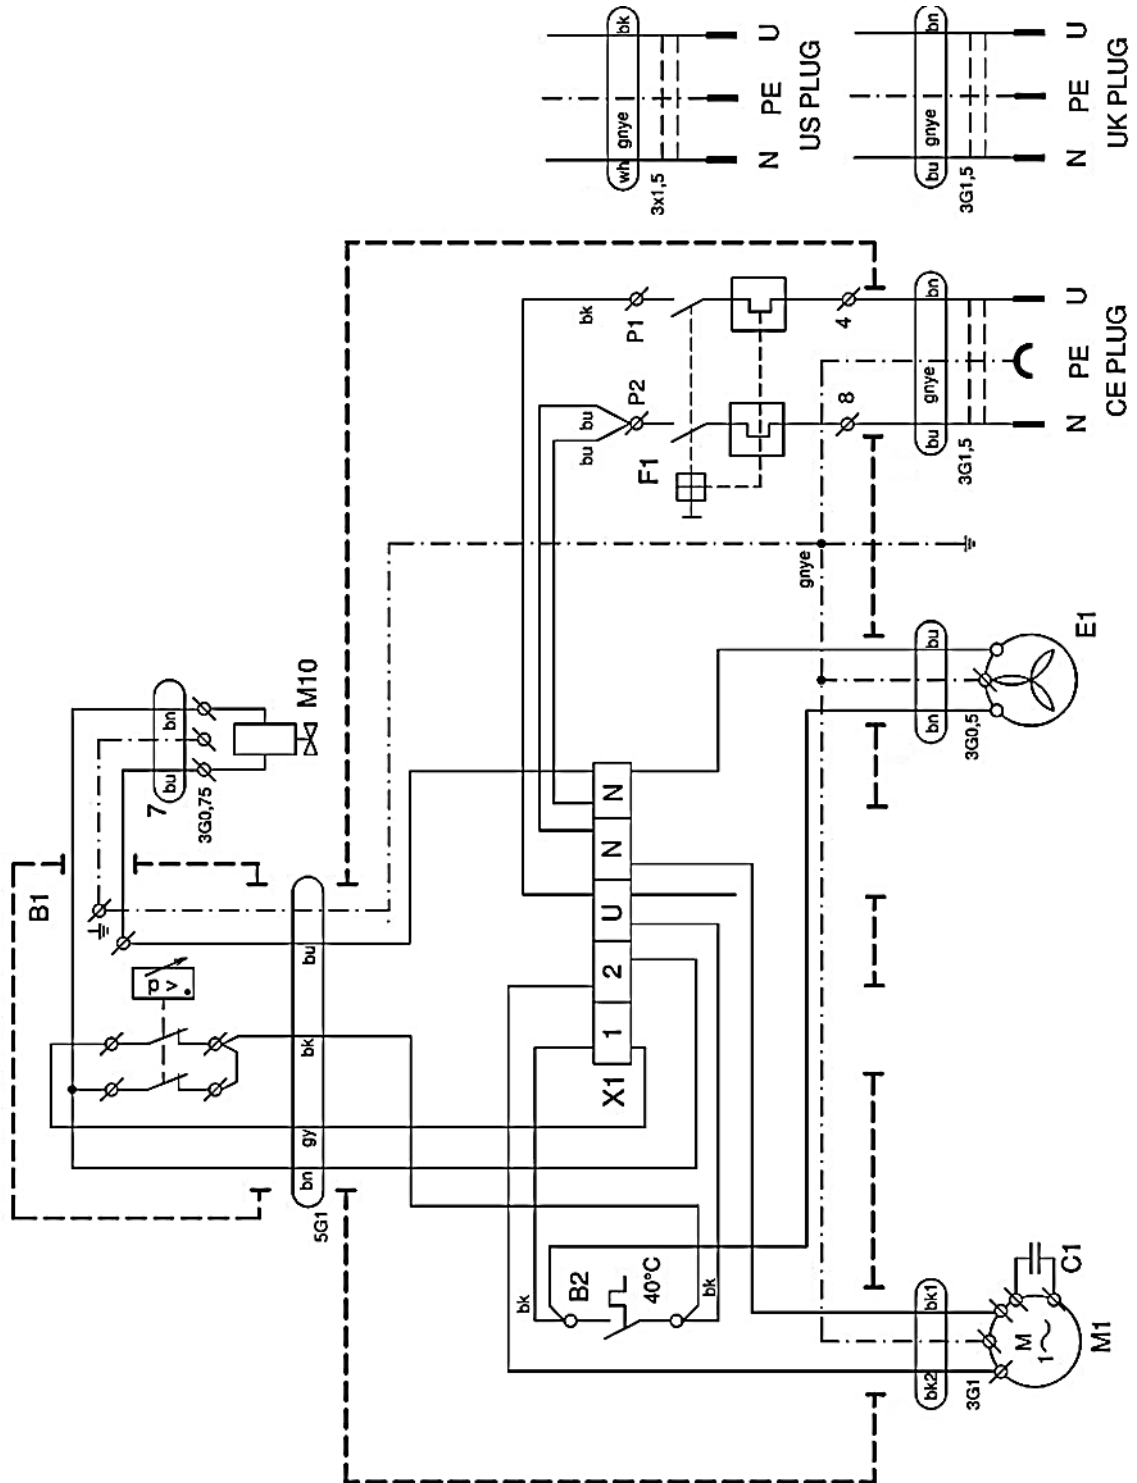 bk
U
PE
gnye
wh
N
3x1,5
US PLUG
bn
U
PE
gnye
bu
N
3G1,5
UK PLUG
bk
P1
P2
bu
bu
F1
4
8
bn
gnye
bu
3G1,5
U
PE
N
CE PLUG
gnye
M10
bn
bu
7
3G0,75
B1
p
v
bu
bk
gy
bn
5G1
N
N
U
2
1
X1
bu
bn
3G0,5
E1
bk
B2
40°C
bk
bk1
bk2
3G1
M
1~
C1
M1